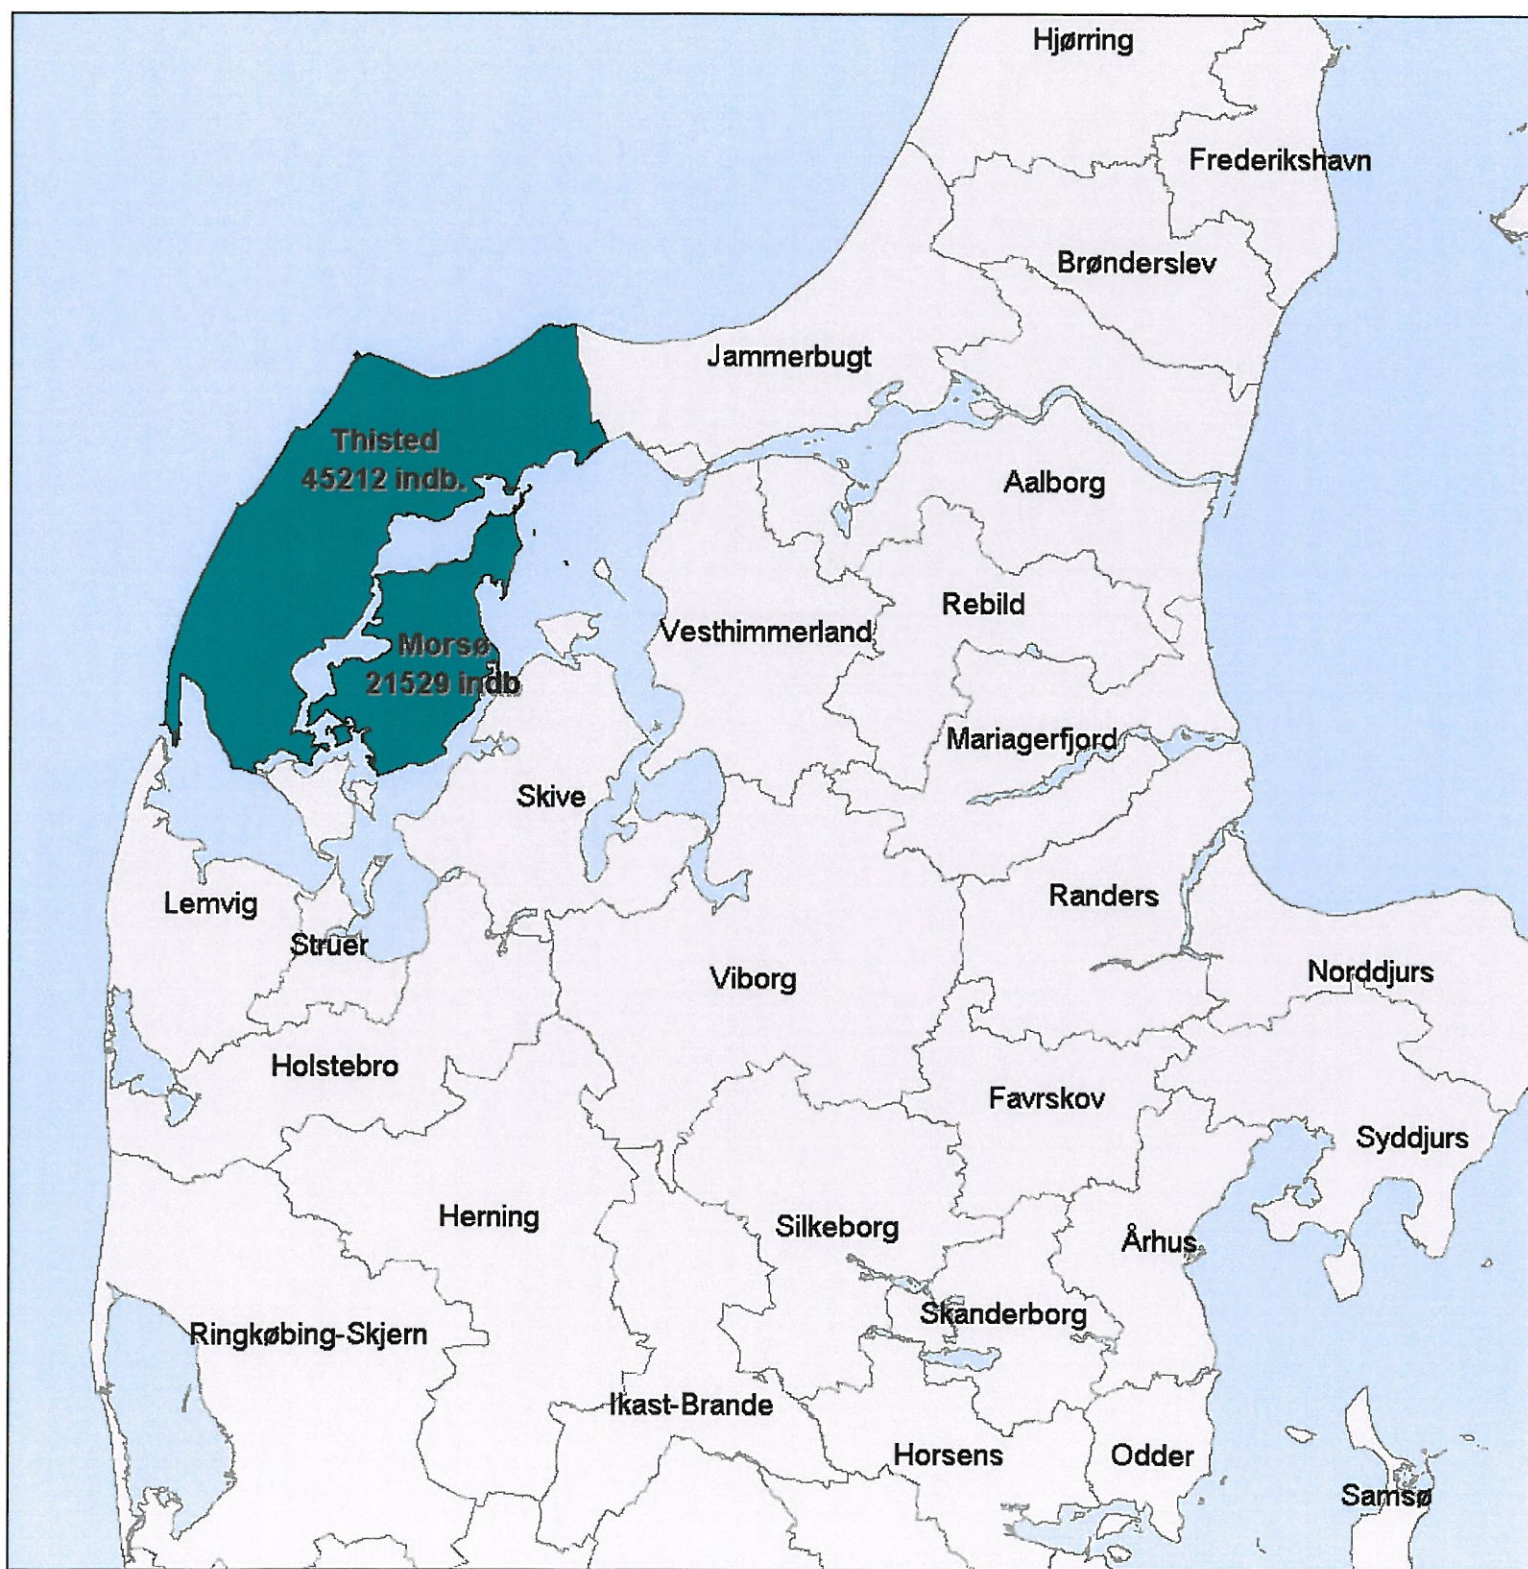 Hjørring
Frederikshavn
Brønderslev
Jammerbugt
Thisted
45212 indb.
Aalborg
Rebild
Vesthimmerland
Morsø
21529 indb
Mariagerfjord
Skive
Randers
Lemvig
Struer
Viborg
Norddjurs
Holstebro
Favrskov
Syddjurs
Herning
Silkeborg
Århus
Skanderborg
Ringkøbing-Skjern
Ikast-Brande
Horsens
Odder
Samsø